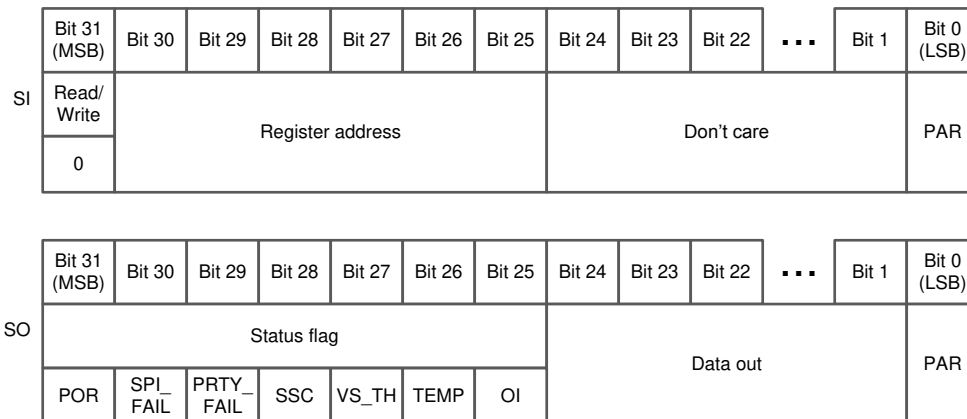 Bit 31 (MSB) Bit 30 Bit 29 Bit 28 Bit 27 Bit 26 Bit 25 Bit 24 Bit 23 Bit 22 ... Bit 1 Bit 0 (LSB)
SI
Read/
Write
0
Register address
Don't care
PAR
Bit 31 (MSB) Bit 30 Bit 29 Bit 28 Bit 27 Bit 26 Bit 25 Bit 24 Bit 23 Bit 22 ... Bit 1 Bit 0 (LSB)
SO
Status flag
Data out
PAR
POR SPI_ FAIL PRTY_ FAIL SSC VS_TH TEMP OI